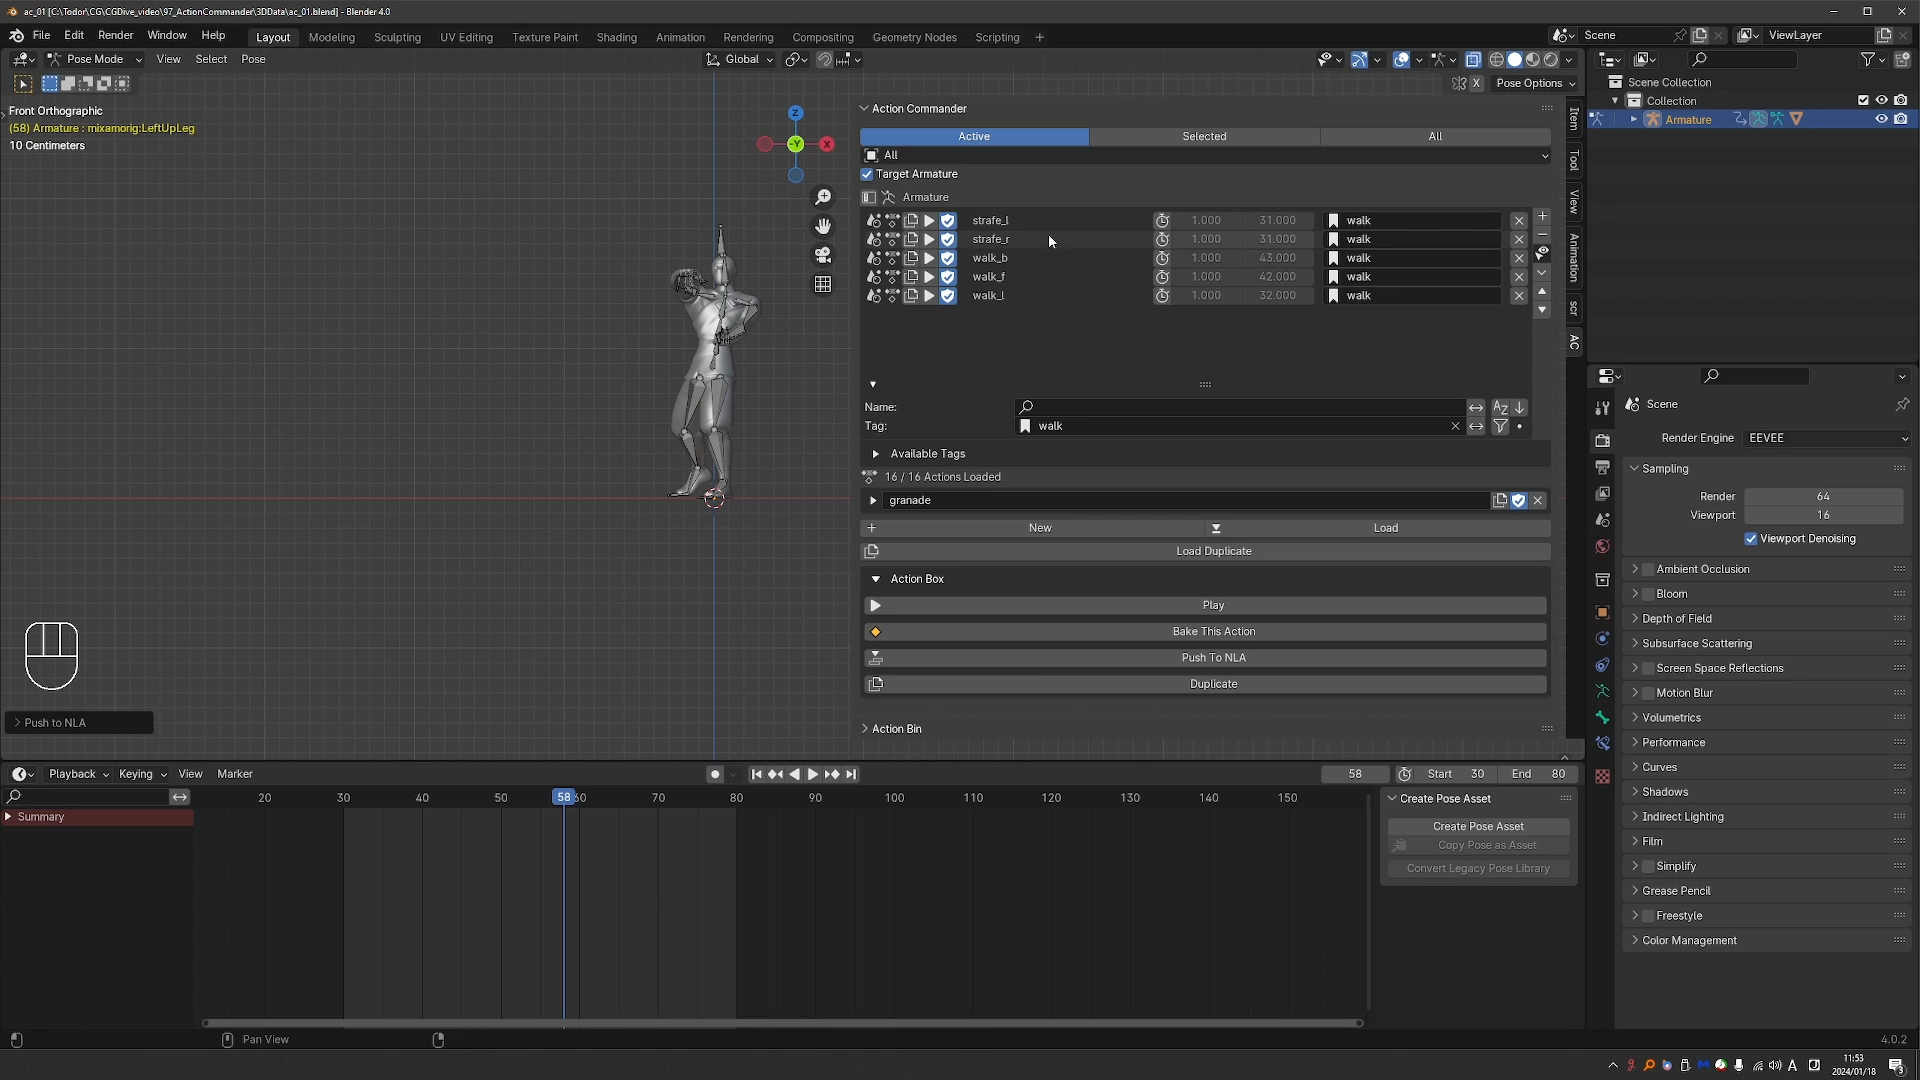 ac_01 [C:\Todor\CG\CGDive_video\97_ActionCommander\3DData\ac_01.blend] - Blender 4.0
File Edit Render Window Help Layout Modeling Sculpting UV Editing Texture Paint Shading Animation Rendering Compositing Geometry Nodes Scripting + Scene ViewLayer
Pose Mode View Select Pose Global
X Pose Options
Front Orthographic
(58) Armature : mixamorig:LeftUpLeg
10 Centimeters
Z
-Y
X
Push to NLA
Action Commander
Active Selected All
All
Target Armature
Armature
strafe_l 1.000 31.000 walk
strafe_r 1.000 31.000 walk
walk_b 1.000 43.000 walk
walk_f 1.000 42.000 walk
walk_l 1.000 32.000 walk
Name:
Tag: walk
Available Tags
16 / 16 Actions Loaded
granade
New Load
Load Duplicate
Action Box
Play
Bake This Action
Push To NLA
Duplicate
Action Bin
Item
Tool
View
Animation
scr
AC
Scene Collection
Collection
Armature
Scene
Render Engine EEVEE
Sampling
Render 64
Viewport 16
Viewport Denoising
Ambient Occlusion
Bloom
Depth of Field
Subsurface Scattering
Screen Space Reflections
Motion Blur
Volumetrics
Performance
Curves
Shadows
Indirect Lighting
Film
Simplify
Grease Pencil
Freestyle
Color Management
Playback Keying View Marker 58 Start 30 End 80
20 30 40 50 58 60 70 80 90 100 110 120 130 140 150
Summary
Create Pose Asset
Create Pose Asset
Copy Pose as Asset
Convert Legacy Pose Library
Pan View
4.0.2
A
11:53
2024/01/18
3